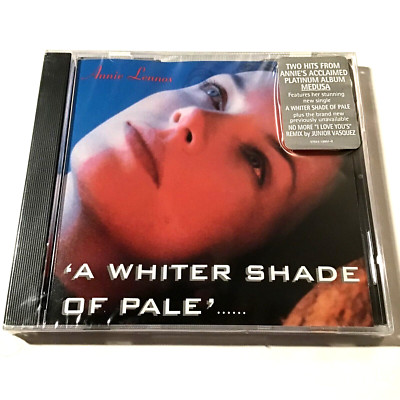 Annie Lennox
TWO HITS FROM
ANNIE'S ACCLAIMED
PLATINUM ALBUM
MEDUSA
Features her stunning
new single
A WHITER SHADE OF PALE
plus the brand new
previously unavailable
NO MORE "I LOVE YOU'S"
REMIX by JUNIOR VASQUEZ
'A WHITER SHADE
OF PALE'......